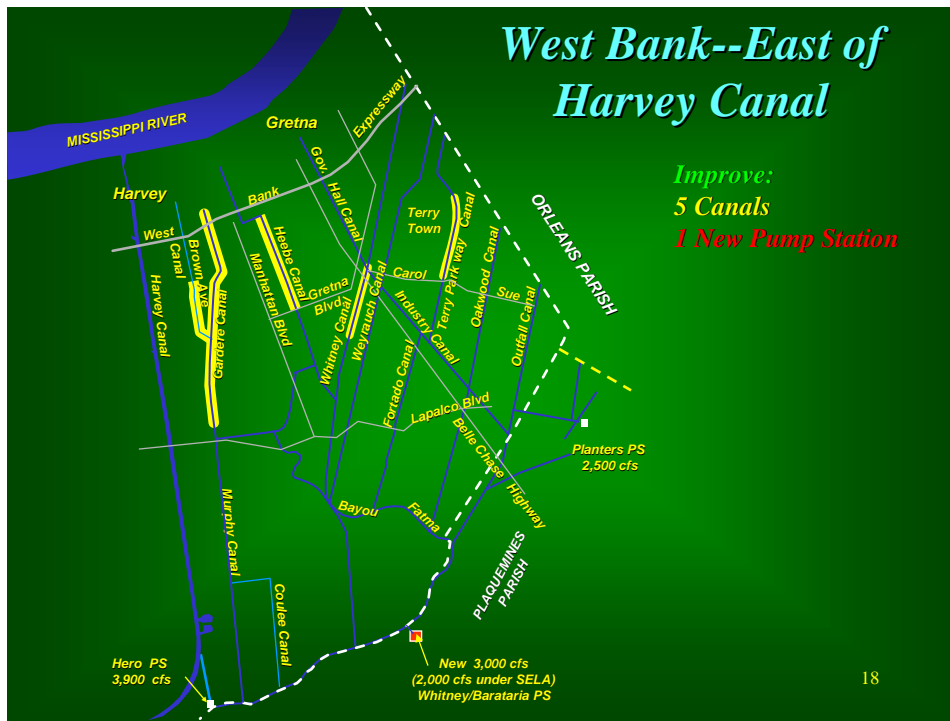 West Bank--East of
Harvey Canal
Improve:
5 Canals
1 New Pump Station
MISSISSIPPI RIVER
Gretna
Expressway
Harvey
Bank
West
Gov.
Hall Canal
Terry
Town
ORLEANS PARISH
Brown Ave
Canal
Heebe Canal
Manhattan Blvd
Gretna
Blvd
Carol
Sue
Terry Park way Canal
Oakwood Canal
Outfall Canal
Harvey Canal
Gardere Canal
Whitney Canal
Weyrauch Canal
Industry Canal
Fortado Canal
Lapalco Blvd
Belle Chase Highway
Planters PS
2,500 cfs
Murphy Canal
Bayou
Fatma
PLAQUEMINES
PARISH
Coulee Canal
Hero PS
3,900 cfs
New 3,000 cfs
(2,000 cfs under SELA)
Whitney/Barataria PS
18